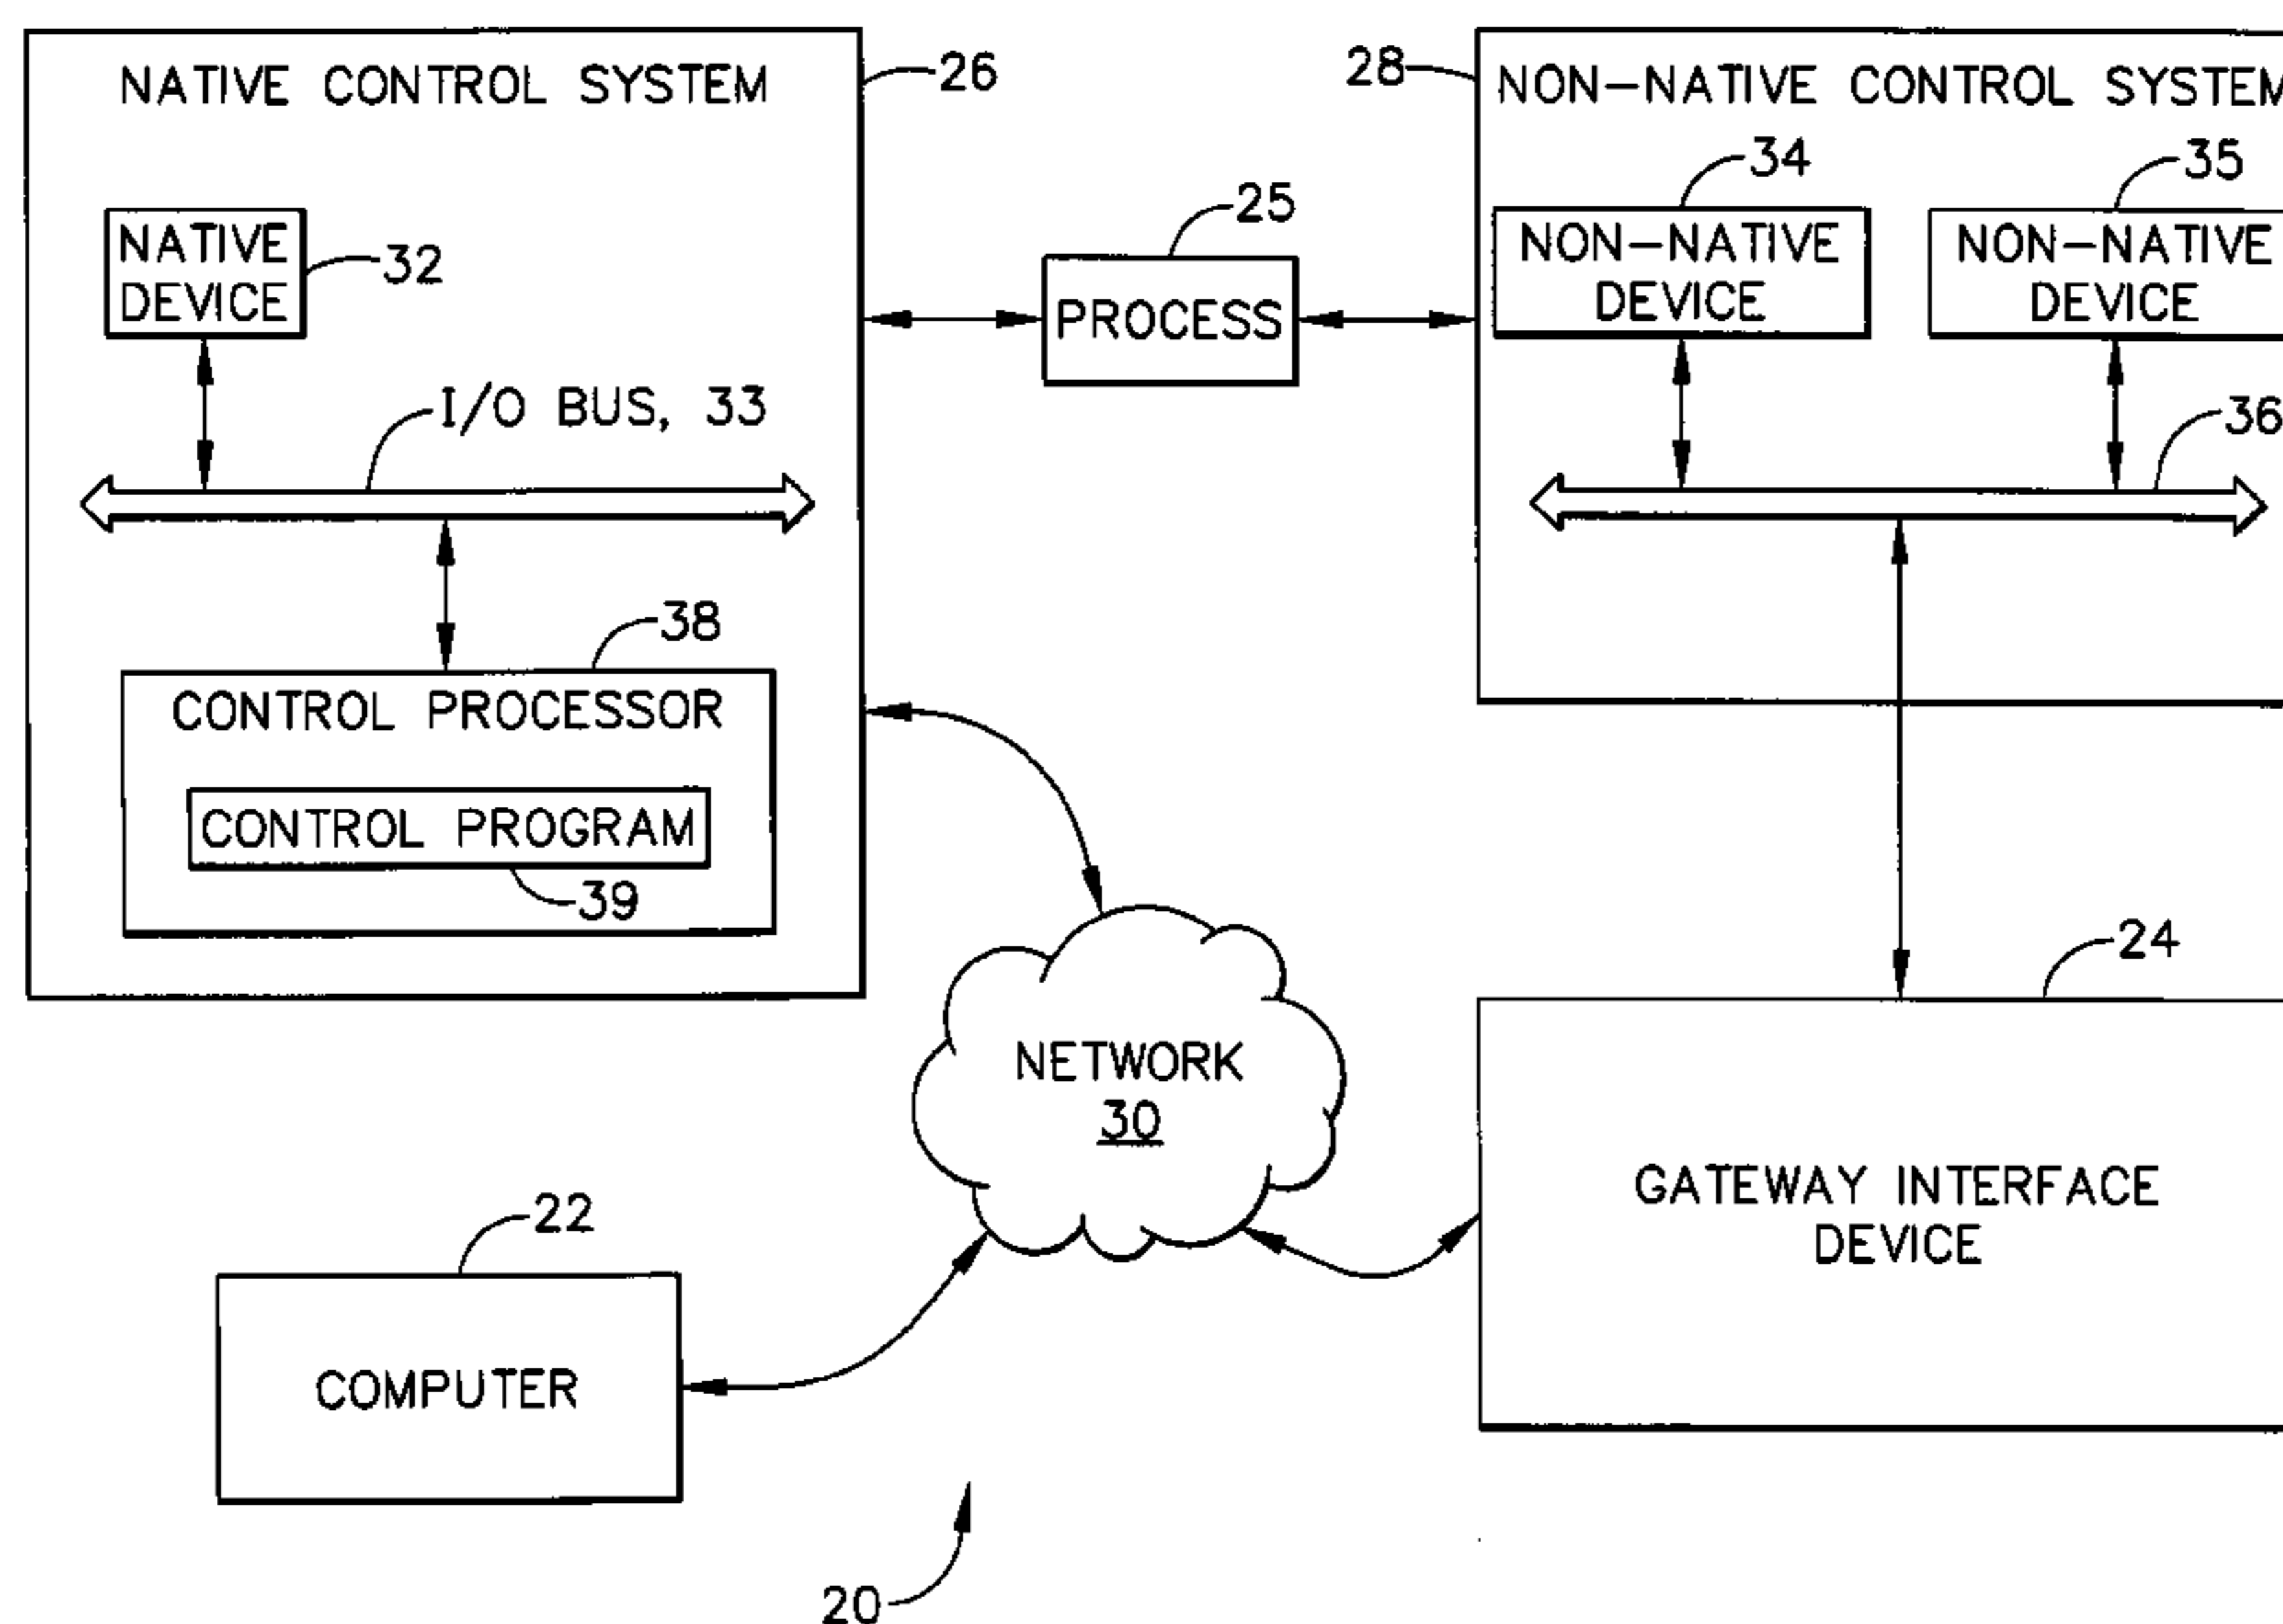 NATIVE CONTROL SYSTEM
26
NATIVE
DEVICE
32
I/O BUS, 33
38
CONTROL PROCESSOR
CONTROL PROGRAM
39
25
PROCESS
28
NON-NATIVE CONTROL SYSTEM
34
NON-NATIVE
DEVICE
35
NON-NATIVE
DEVICE
36
NETWORK
30
24
GATEWAY INTERFACE
DEVICE
22
COMPUTER
20